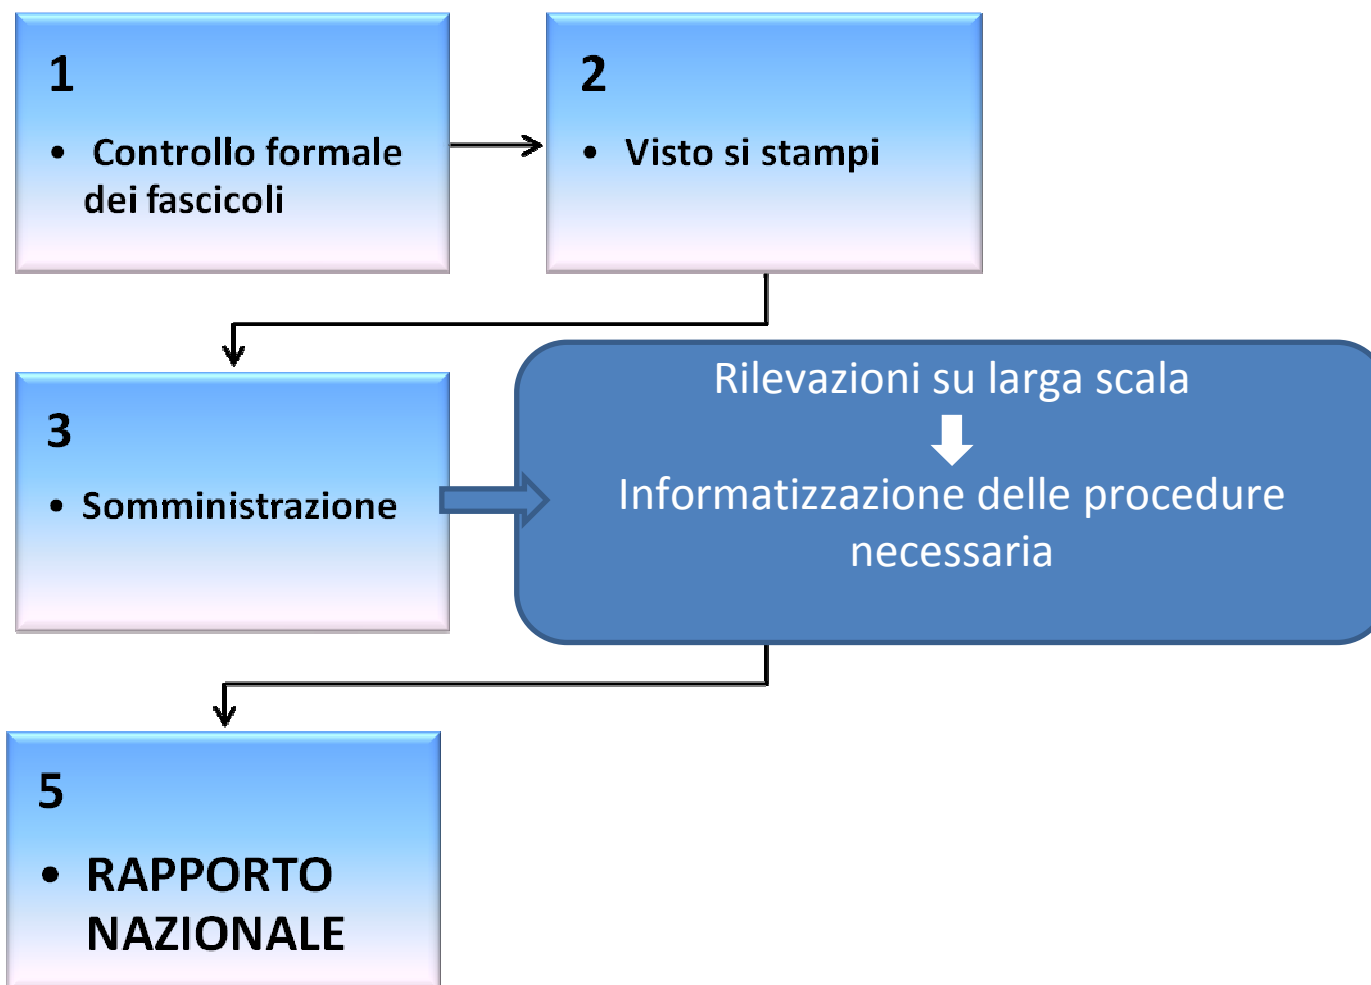 1
• Controllo formale
dei fascicoli
2
• Visto si stampi
3
• Somministrazione
Rilevazioni su larga scala
Informatizzazione delle procedure
necessaria
5
• RAPPORTO
NAZIONALE